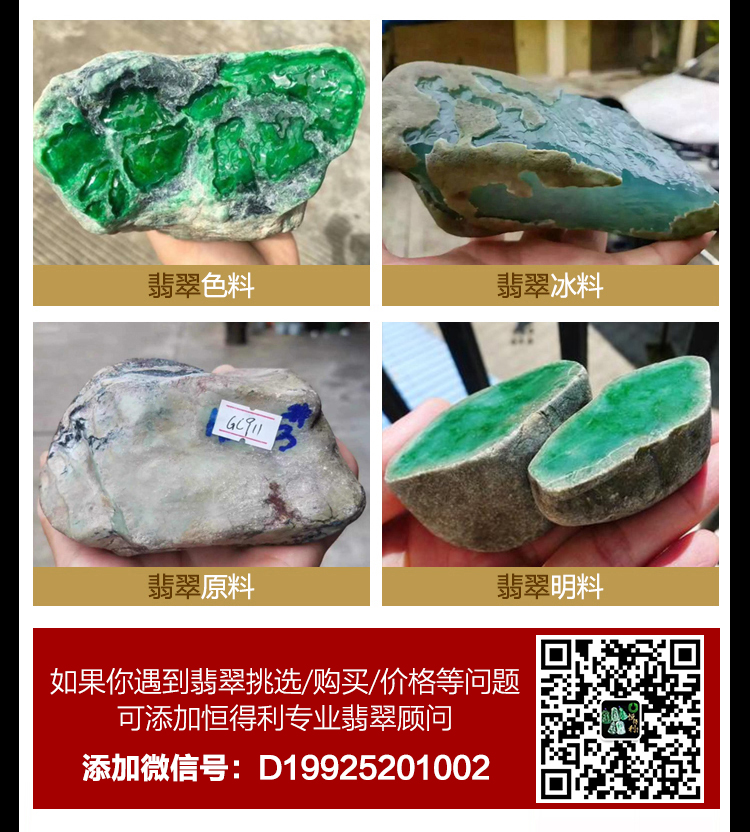 翡翠色料
翡翠冰料
GC911
3
翡翠原料
翡翠明料
如果你遇到翡翠挑选/购买/价格等问题
可添加恒得利专业翡翠顾问
添加微信号：D19925201002